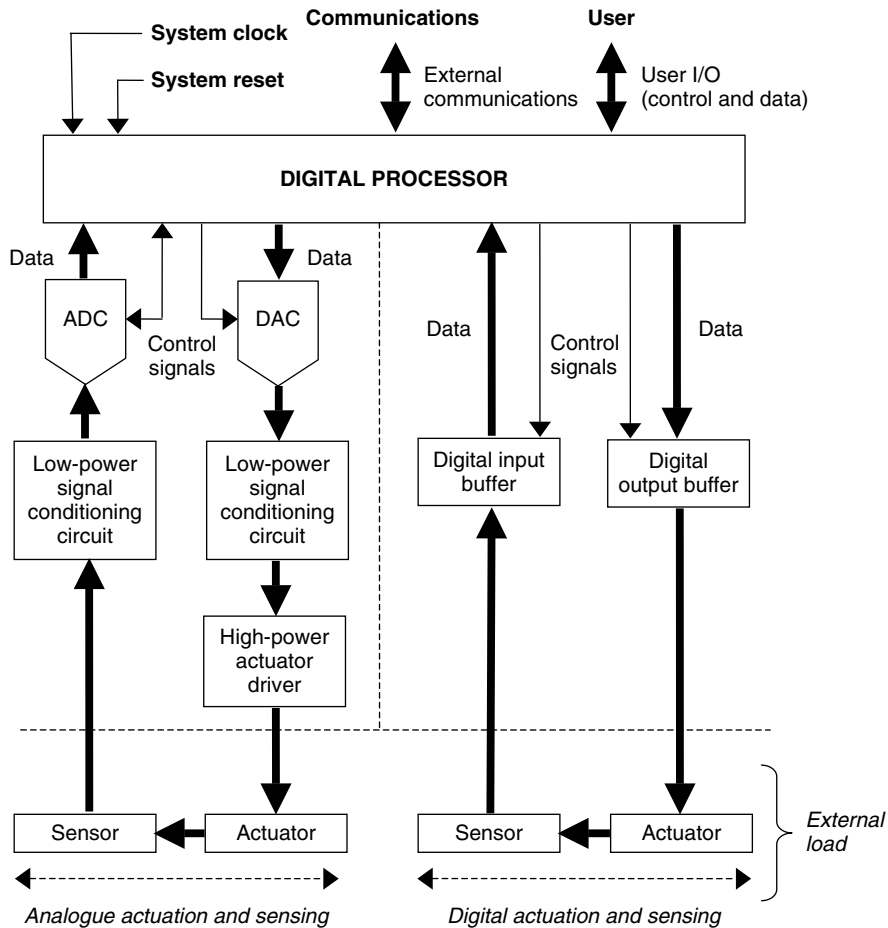 Communications
User
System clock
System reset
External
communications
User I/O
(control and data)
DIGITAL PROCESSOR
Data
ADC
Control
signals
Data
DAC
Data
Control
signals
Data
Low-power
signal
conditioning
circuit
Low-power
signal
conditioning
circuit
Digital input
buffer
Digital
output buffer
High-power
actuator
driver
Sensor
Actuator
Sensor
Actuator
External
load
Analogue actuation and sensing
Digital actuation and sensing